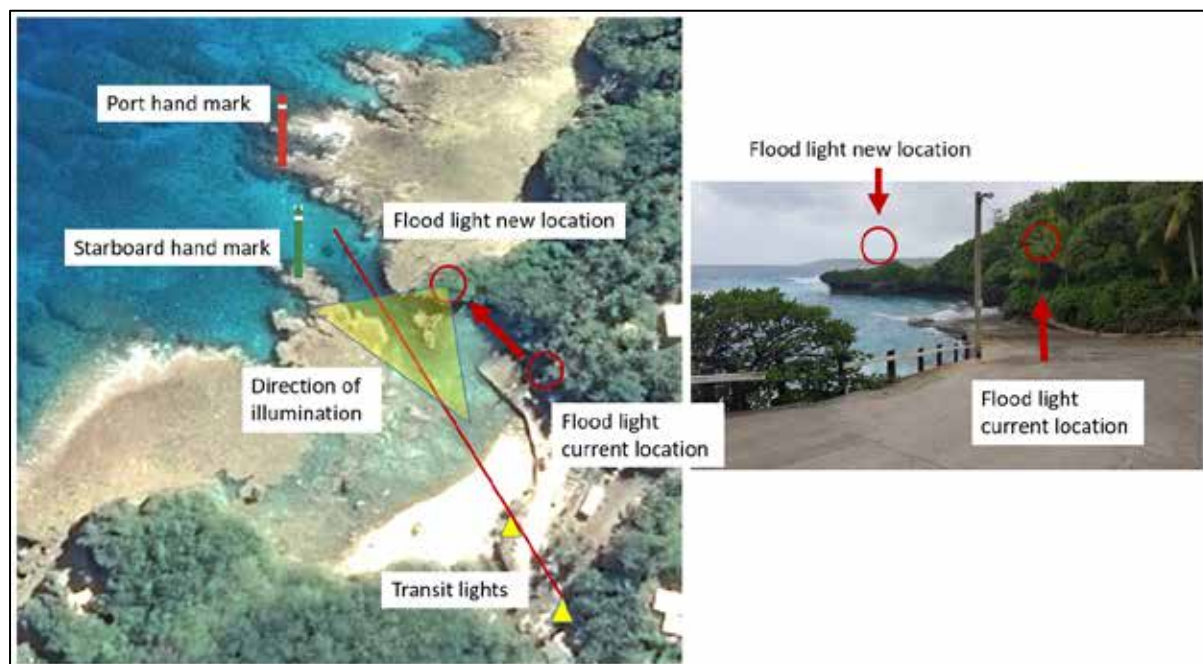 Port hand mark
Flood light new location
Starboard hand mark
Direction of
illumination
Flood light
current location
Transit lights
Flood light new location
Flood light
current location